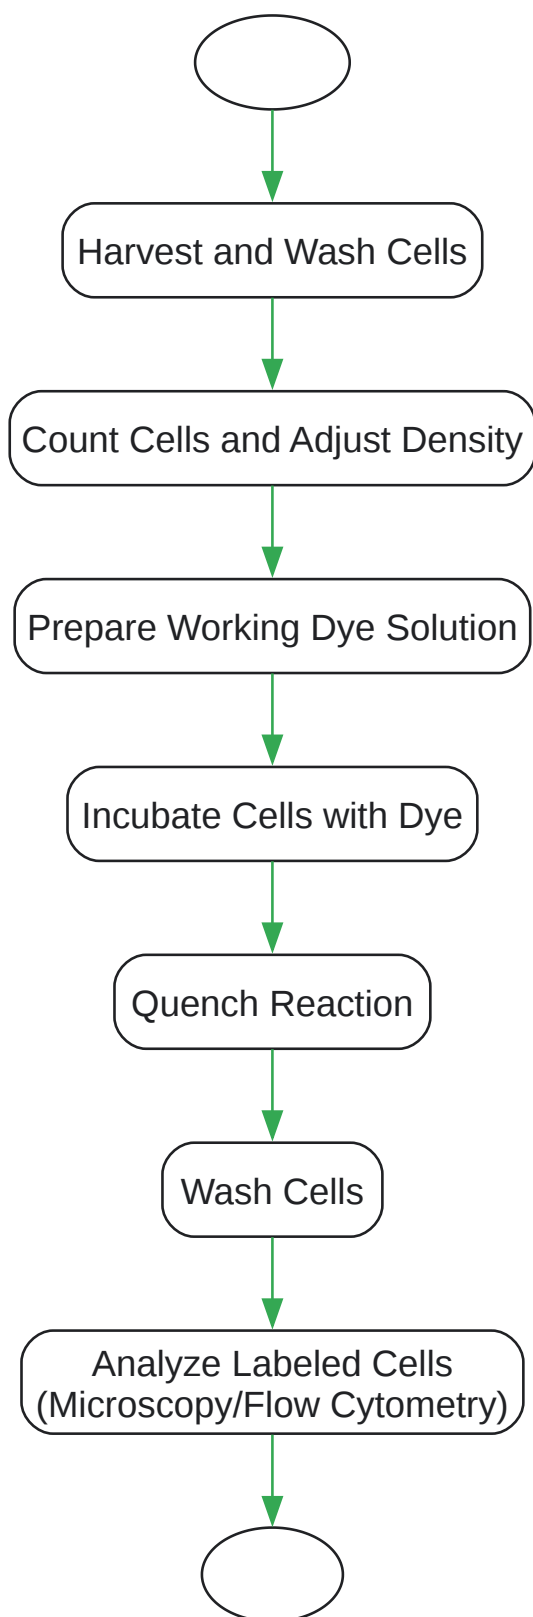 Harvest and Wash Cells
Count Cells and Adjust Density
Prepare Working Dye Solution
Incubate Cells with Dye
Quench Reaction
Wash Cells
Analyze Labeled Cells
(Microscopy/Flow Cytometry)